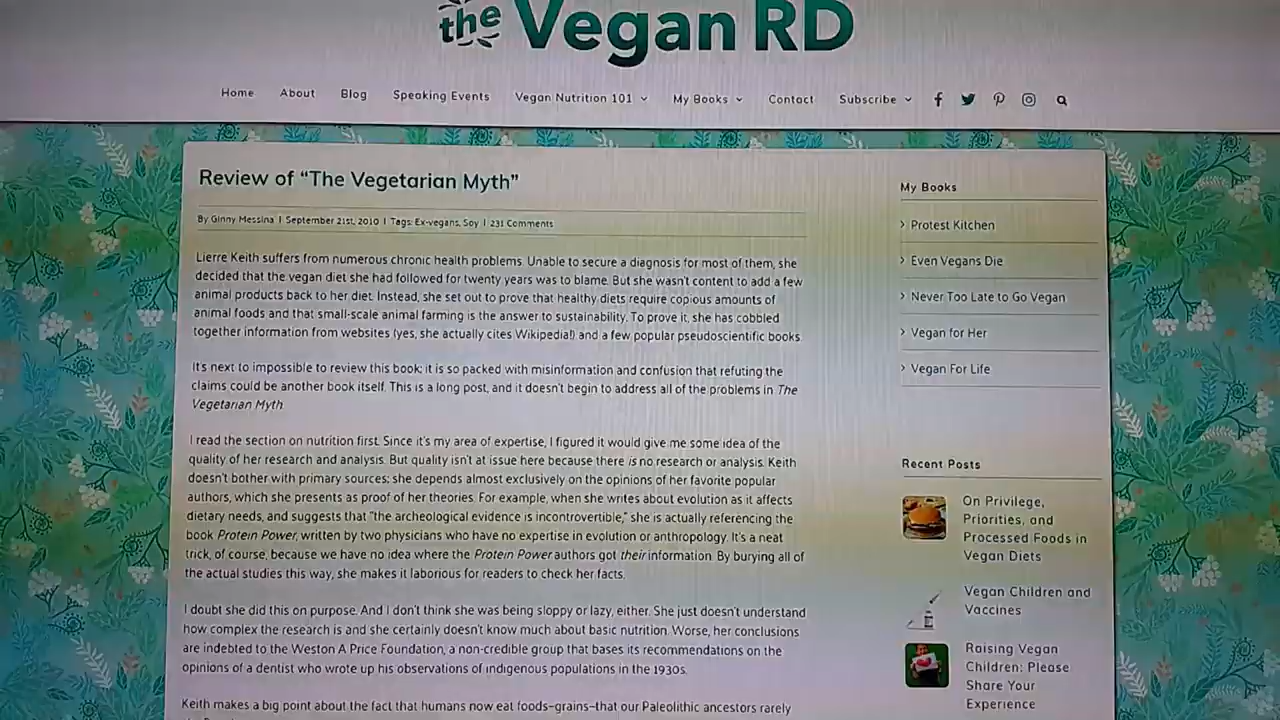 the Vegan RD
Home About Blog Speaking Events Vegan Nutrition 101 My Books Contact Subscribe
Review of “The Vegetarian Myth”
By Ginny Messina | September 21st, 2010 | Tags: Ex-vegans, Soy | 231 Comments
Lierre Keith suffers from numerous chronic health problems. Unable to secure a diagnosis for most of them, she
decided that the vegan diet she had followed for twenty years was to blame. But she wasn't content to add a few
animal products back to her diet. Instead, she set out to prove that healthy diets require copious amounts of
animal foods and that small-scale animal farming is the answer to sustainability. To prove it, she has cobbled
together information from websites (yes, she actually cites Wikipedia!) and a few popular pseudoscientific books.
It's next to impossible to review this book; it is so packed with misinformation and confusion that refuting the
claims could be another book itself. This is a long post, and it doesn't begin to address all of the problems in The
Vegetarian Myth.
I read the section on nutrition first. Since it's my area of expertise, I figured it would give me some idea of the
quality of her research and analysis. But quality isn't at issue here because there is no research or analysis. Keith
doesn't bother with primary sources; she depends almost exclusively on the opinions of her favorite popular
authors, which she presents as proof of her theories. For example, when she writes about evolution as it affects
dietary needs, and suggests that “the archeological evidence is incontrovertible,” she is actually referencing the
book Protein Power, written by two physicians who have no expertise in evolution or anthropology. It's a neat
trick, of course, because we have no idea where the Protein Power authors got their information. By burying all of
the actual studies this way, she makes it laborious for readers to check her facts.
I doubt she did this on purpose. And I don't think she was being sloppy or lazy, either. She just doesn't understand
how complex the research is and she certainly doesn't know much about basic nutrition. Worse, her conclusions
are indebted to the Weston A Price Foundation, a non-credible group that bases its recommendations on the
opinions of a dentist who wrote up his observations of indigenous populations in the 1930s.
Keith makes a big point about the fact that humans now eat foods–grains–that our Paleolithic ancestors rarely
My Books
Protest Kitchen
Even Vegans Die
Never Too Late to Go Vegan
Vegan for Her
Vegan For Life
Recent Posts
On Privilege,
Priorities, and
Processed Foods in
Vegan Diets
Vegan Children and
Vaccines
Raising Vegan
Children: Please
Share Your
Experience